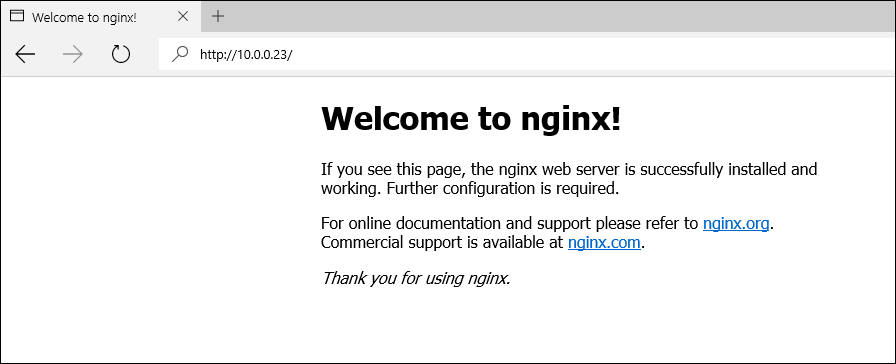 Welcome to nginx!
http://10.0.0.23/
Welcome to nginx!
If you see this page, the nginx web server is successfully installed and
working. Further configuration is required.
For online documentation and support please refer to nginx.org.
Commercial support is available at nginx.com.
Thank you for using nginx.